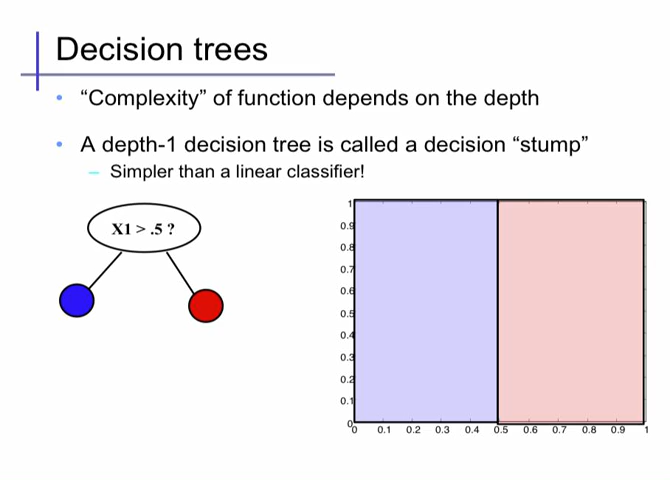 Decision trees
• “Complexity” of function depends on the depth
• A depth-1 decision tree is called a decision “stump”
– Simpler than a linear classifier!
X1 > .5 ?
1
0.9
0.8
0.7
0.6
0.5
0.4
0.3
0.2
0.1
0
0 0.1 0.2 0.3 0.4 0.5 0.6 0.7 0.8 0.9 1